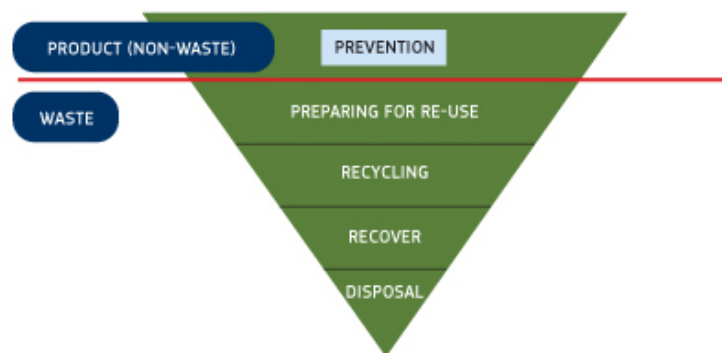 PRODUCT (NON-WASTE)
PREVENTION
WASTE
PREPARING FOR RE-USE
RECYCLING
RECOVER
DISPOSAL